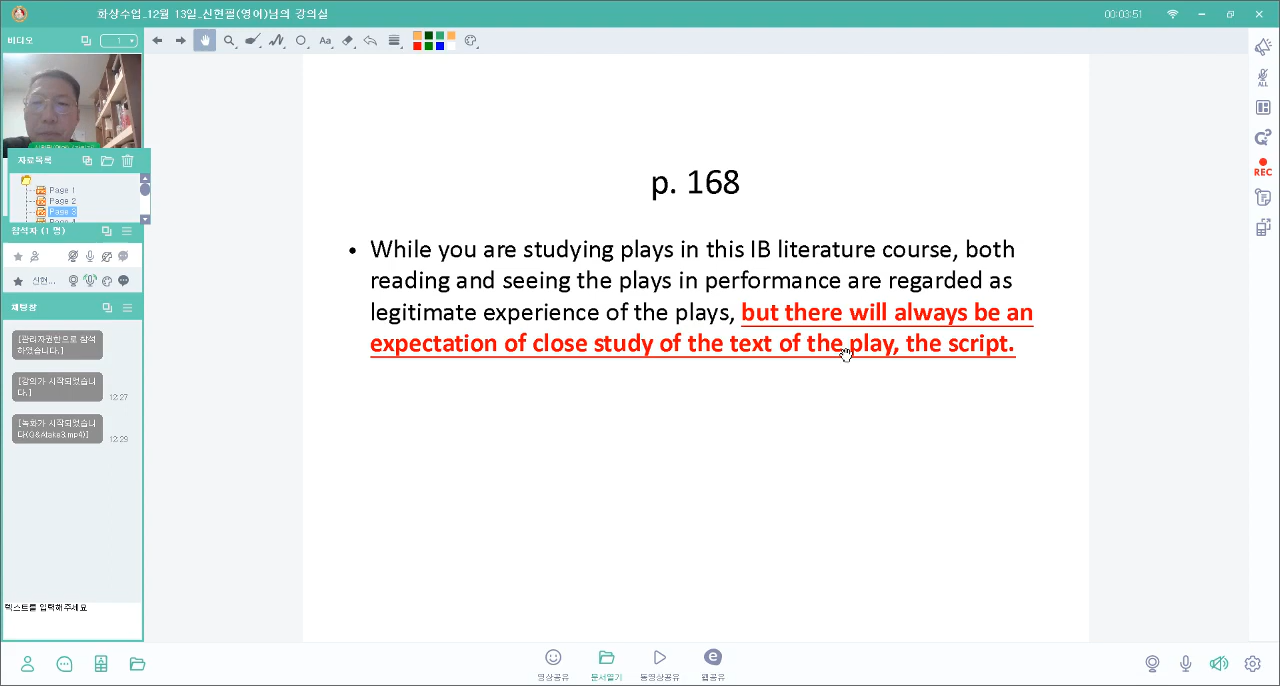 화상수업_12월 13일_신현필(영어)님의 강의실
00:03:51
비디오
1
Aa
자료목록
Page 1
Page 2
Page 3
참석자 (1 명)
신현...
채팅창
[관리자권한으로 참석
하였습니다.]
[강의가 시작되었습니
다.]
12:27
[녹화가 시작되었습니
다(Q&Atake3.mp4)]
12:29
텍스트를 입력해주세요
p. 168
• While you are studying plays in this IB literature course, both
reading and seeing the plays in performance are regarded as
legitimate experience of the plays, but there will always be an
expectation of close study of the text of the play, the script.
ALL
REC
영상공유
문서열기
동영상공유
웹공유